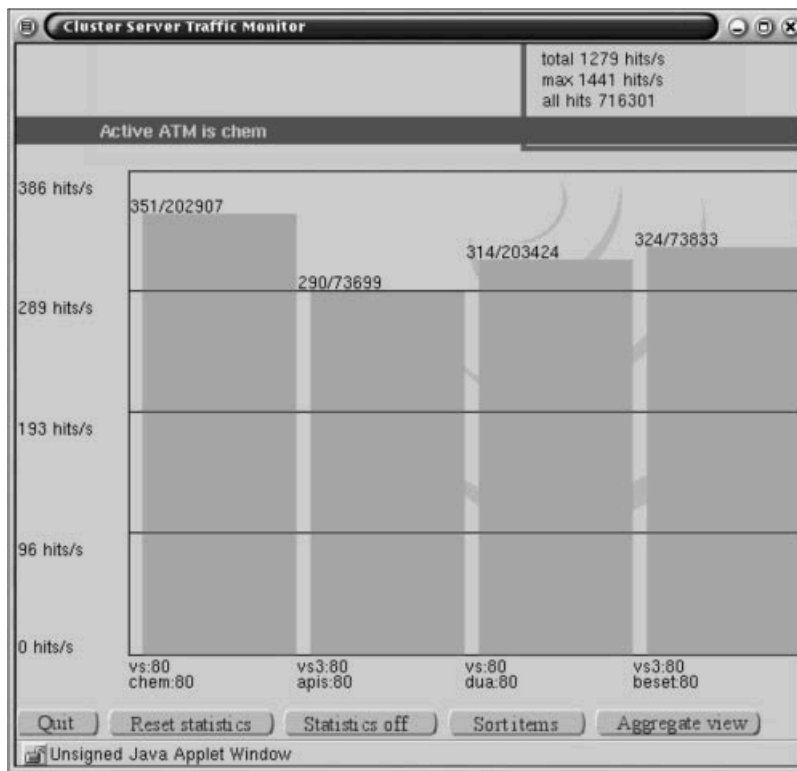 Cluster Server Traffic Monitor
total 1279 hits/s
max 1441 hits/s
all hits 716301
Active ATM is chem
386 hits/s
351/202907
290/73699
314/203424
324/73833
289 hits/s
193 hits/s
96 hits/s
0 hits/s
vs:80
chem:80
vs3:80
apis:80
vs:80
dua:80
vs3:80
beset:80
Quit
Reset statistics
Statistics off
Sort items
Aggregate view
Unsigned Java Applet Window